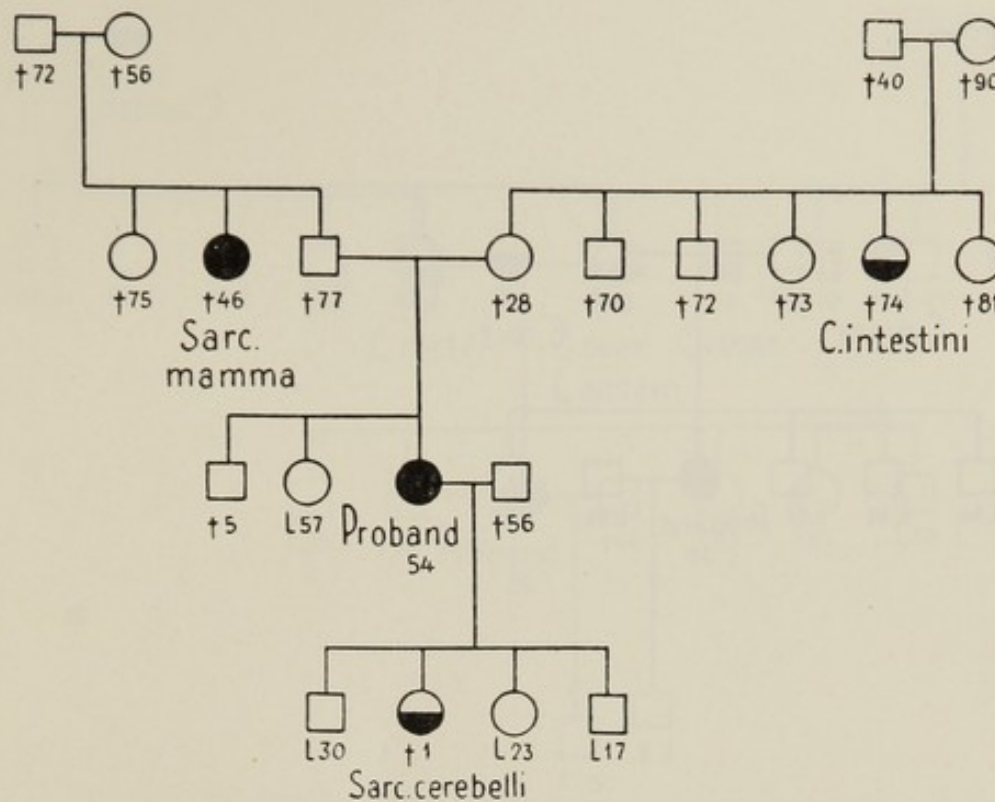 †72 †56 †40 †90
†75 †46 †77 †28 †70 †72 †73 †74
Sarc.
mamma
C.intestini
†5 L57 Proband †56
54
L30 †1 L23 L17
Sarc.cerebelli